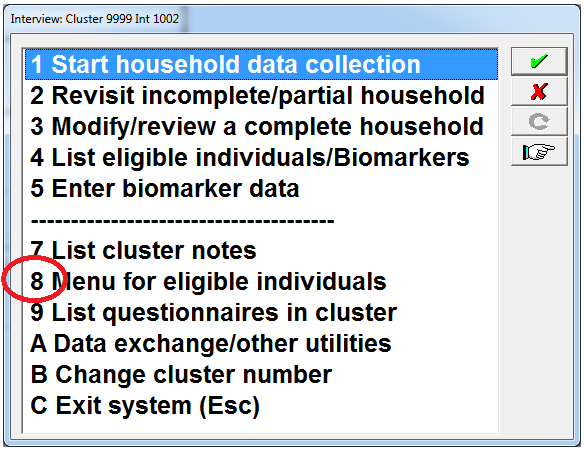 Interview: Cluster 9999 Int 1002
1 Start household data collection
2 Revisit incomplete/partial household
3 Modify/review a complete household
4 List eligible individuals/Biomarkers
5 Enter biomarker data
--------------------------------------
7 List cluster notes
8 Menu for eligible individuals
9 List questionnaires in cluster
A Data exchange/other utilities
B Change cluster number
C Exit system (Esc)